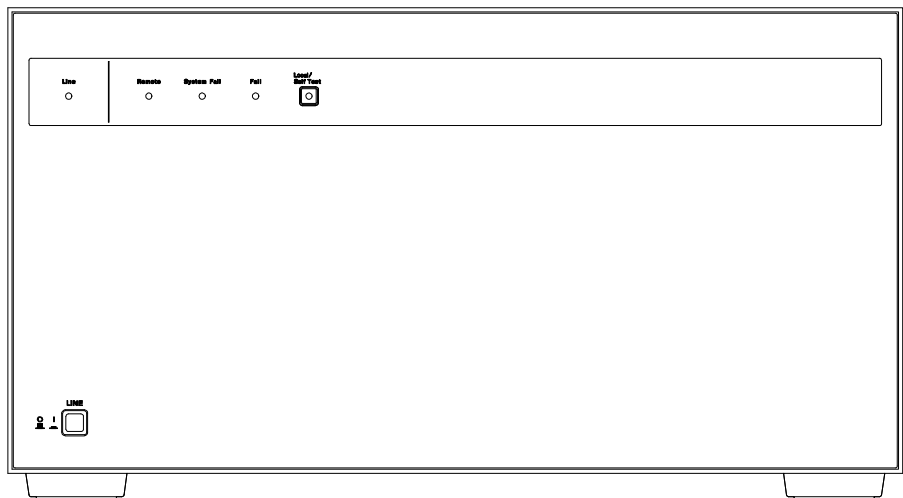 Line
Remote
System Fail
Fail
Local/
Self Test
LINE
O I